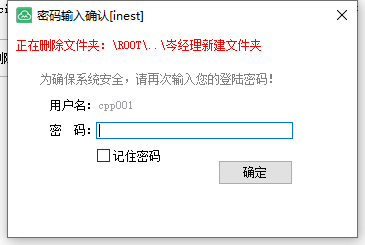 密码输入确认[inest]
正在删除文件夹：\ROOT\..\岑经理新建文件夹
为确保系统安全，请再次输入您的登陆密码！
用户名：cpp001
密　码：
记住密码
确定